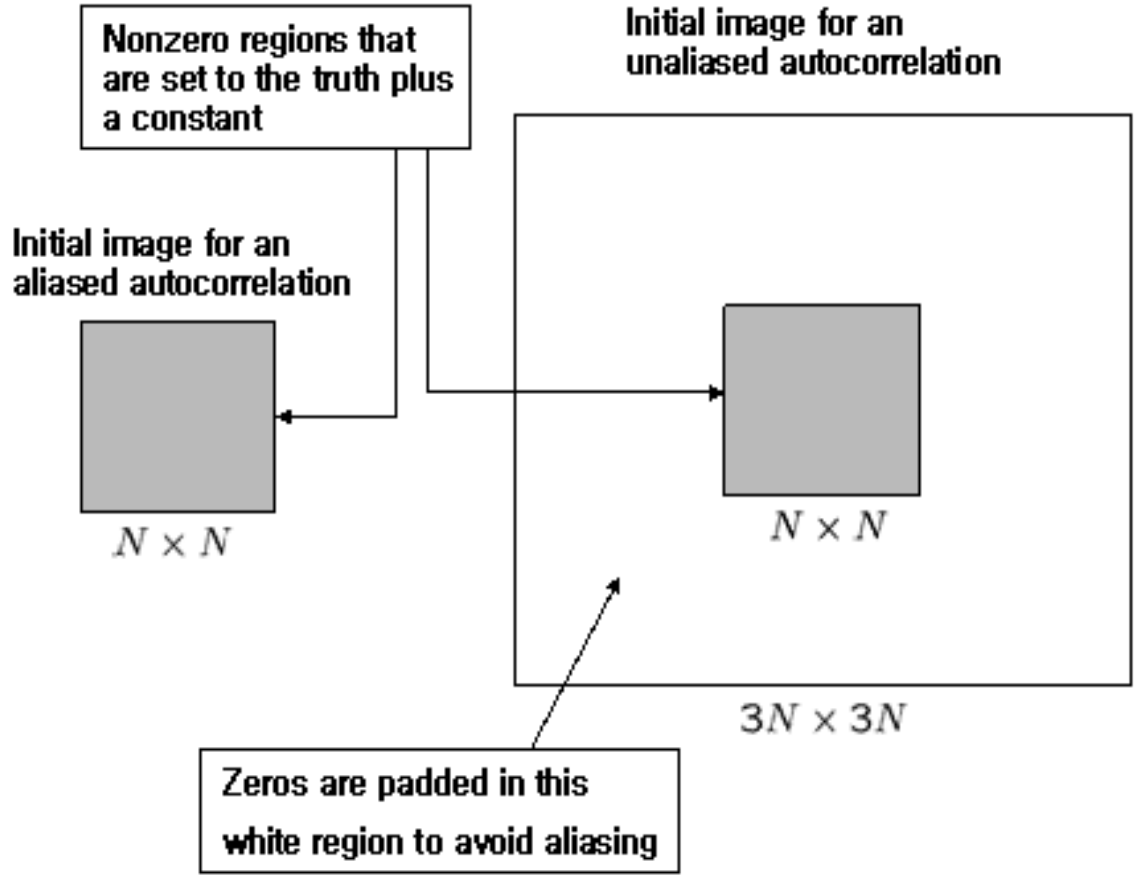 Nonzero regions that
are set to the truth plus
a constant
Initial image for an
unaliased autocorrelation
Initial image for an
aliased autocorrelation
N × N
N × N
3N × 3N
Zeros are padded in this
white region to avoid aliasing